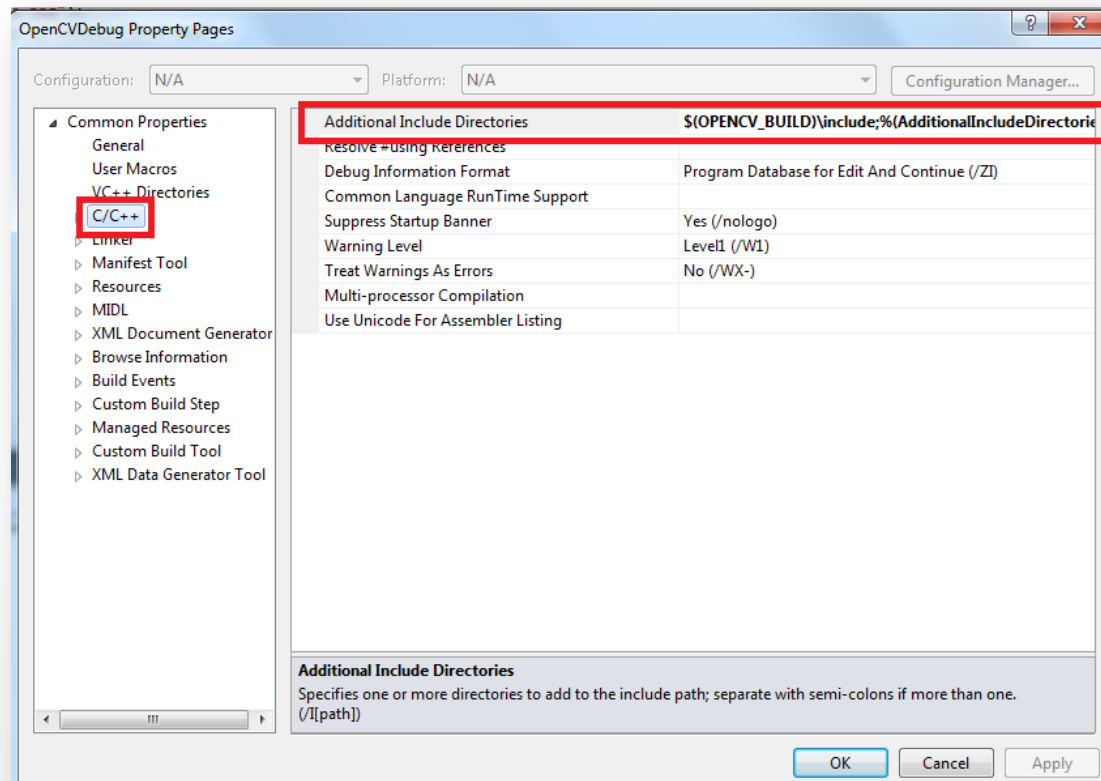 OpenCVDebug Property Pages
Configuration: N/A Platform: N/A Configuration Manager...
Common Properties
General
User Macros
VC++ Directories
C/C++
Linker
Manifest Tool
Resources
MIDL
XML Document Generator
Browse Information
Build Events
Custom Build Step
Managed Resources
Custom Build Tool
XML Data Generator Tool
Additional Include Directories $(OPENCV_BUILD)\include;%(AdditionalIncludeDirectorie
Resolve #using References
Debug Information Format Program Database for Edit And Continue (/ZI)
Common Language RunTime Support
Suppress Startup Banner Yes (/nologo)
Warning Level Level1 (/W1)
Treat Warnings As Errors No (/WX-)
Multi-processor Compilation
Use Unicode For Assembler Listing
Additional Include Directories
Specifies one or more directories to add to the include path; separate with semi-colons if more than one.
(/I[path])
OK Cancel Apply